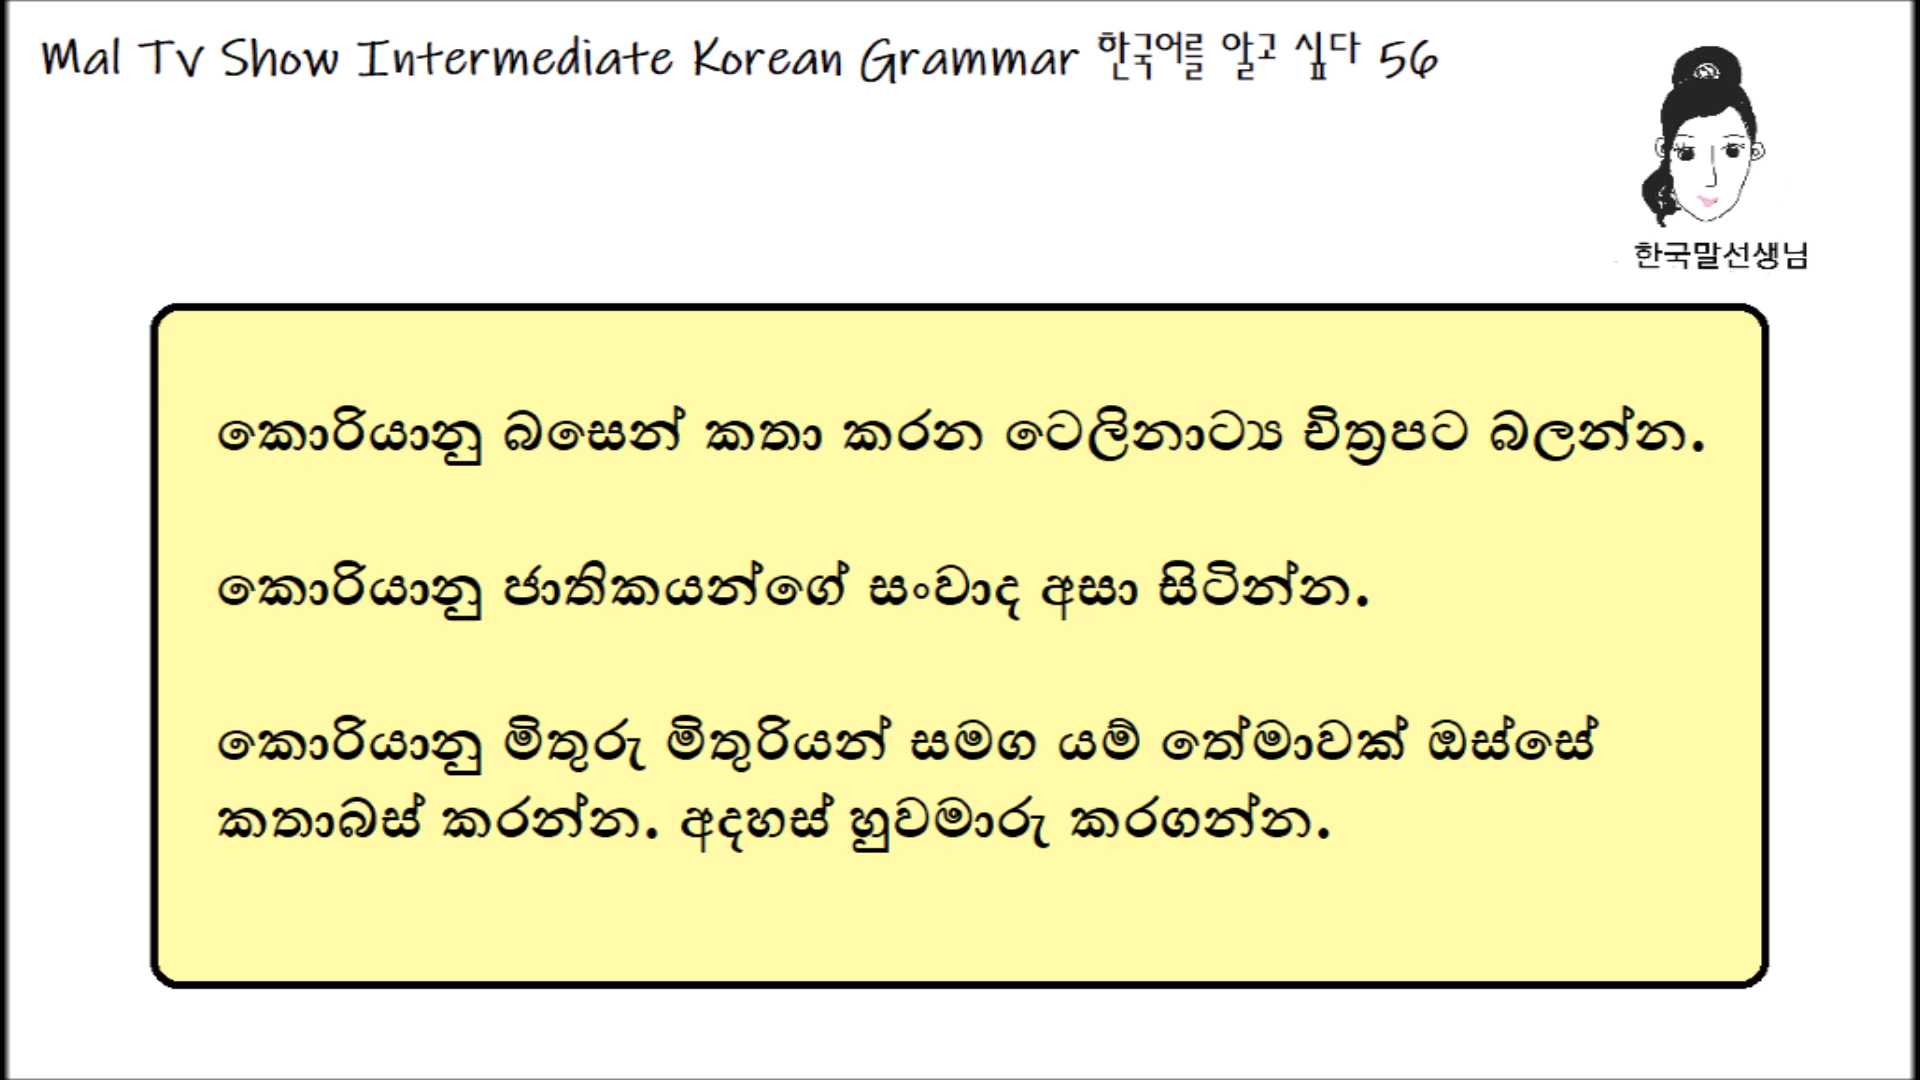 Mal Tv Show Intermediate Korean Grammar 한국어를 알고 싶다 56
한국말선생님
කොරියානු බසෙන් කතා කරන ටෙලිනාට්‍ය චිත්‍රපට බලන්න.
කොරියානු ජාතිකයන්ගේ සංවාද අසා සිටින්න.
කොරියානු මිතුරු මිතුරියන් සමග යම් තේමාවක් ඔස්සේ
කතාබස් කරන්න. අදහස් හුවමාරු කරගන්න.